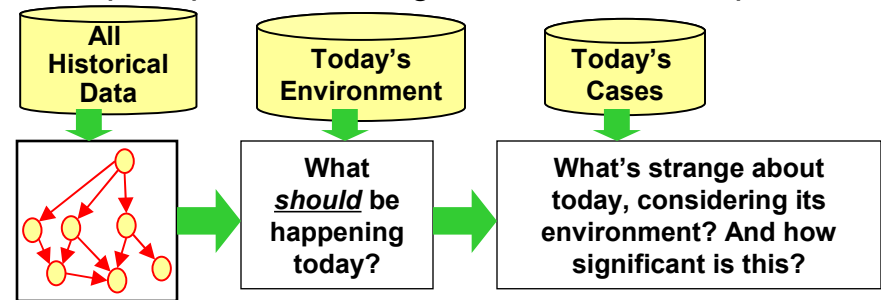 All
Historical
Data
Today's
Environment
Today's
Cases
What
should be
happening
today?
What's strange about
today, considering its
environment? And how
significant is this?